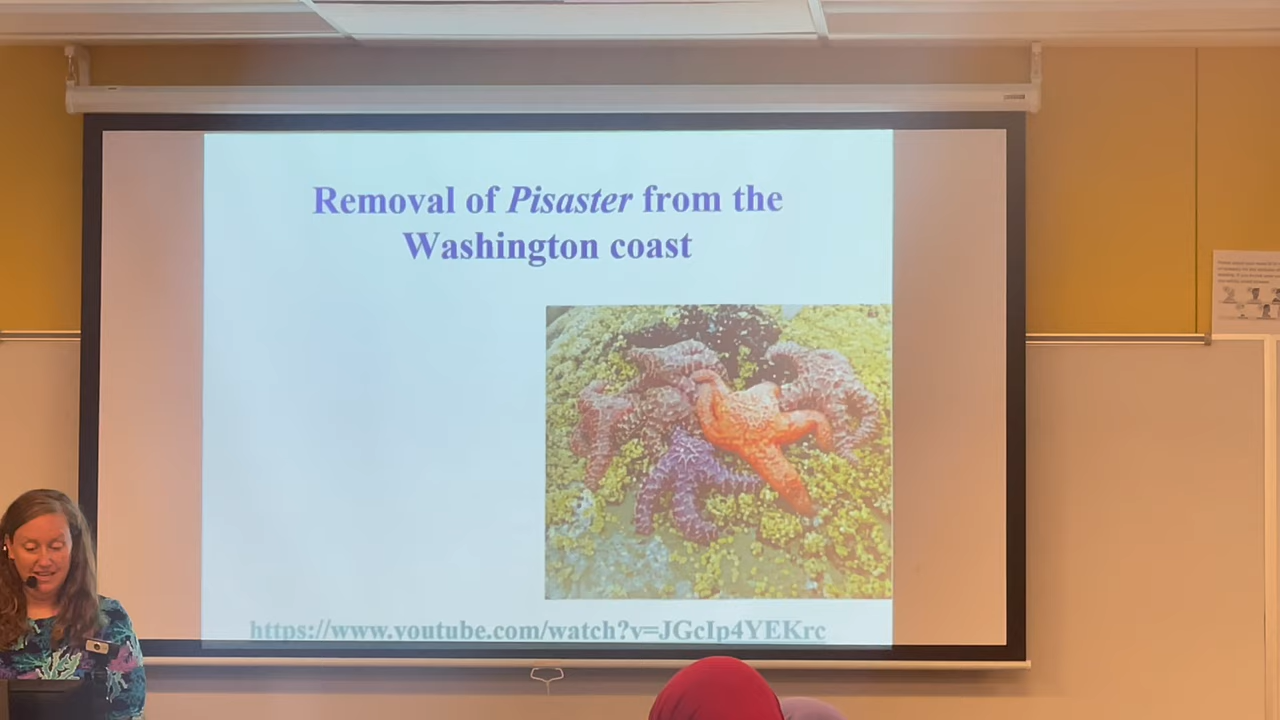 Removal of Pisaster from the
Washington coast
https://www.youtube.com/watch?v=JGcIp4YEKrc